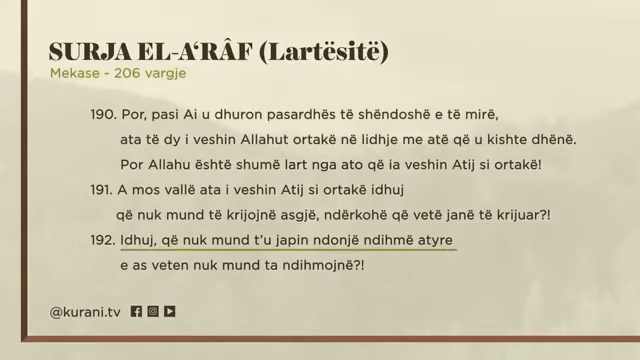 SURJA EL-A‘RÂF (Lartësitë)
Mekase - 206 vargje
190. Por, pasi Ai u dhuron pasardhës të shëndoshë e të mirë,
ata të dy i veshin Allahut ortakë në lidhje me atë që u kishte dhënë.
Por Allahu është shumë lart nga ato që ia veshin Atij si ortakë!
191. A mos vallë ata i veshin Atij si ortakë idhuj
që nuk mund të krijojnë asgjë, ndërkohë që vetë janë të krijuar?!
192. Idhuj, që nuk mund t’u japin ndonjë ndihmë atyre
e as veten nuk mund ta ndihmojnë?!
@kurani.tv